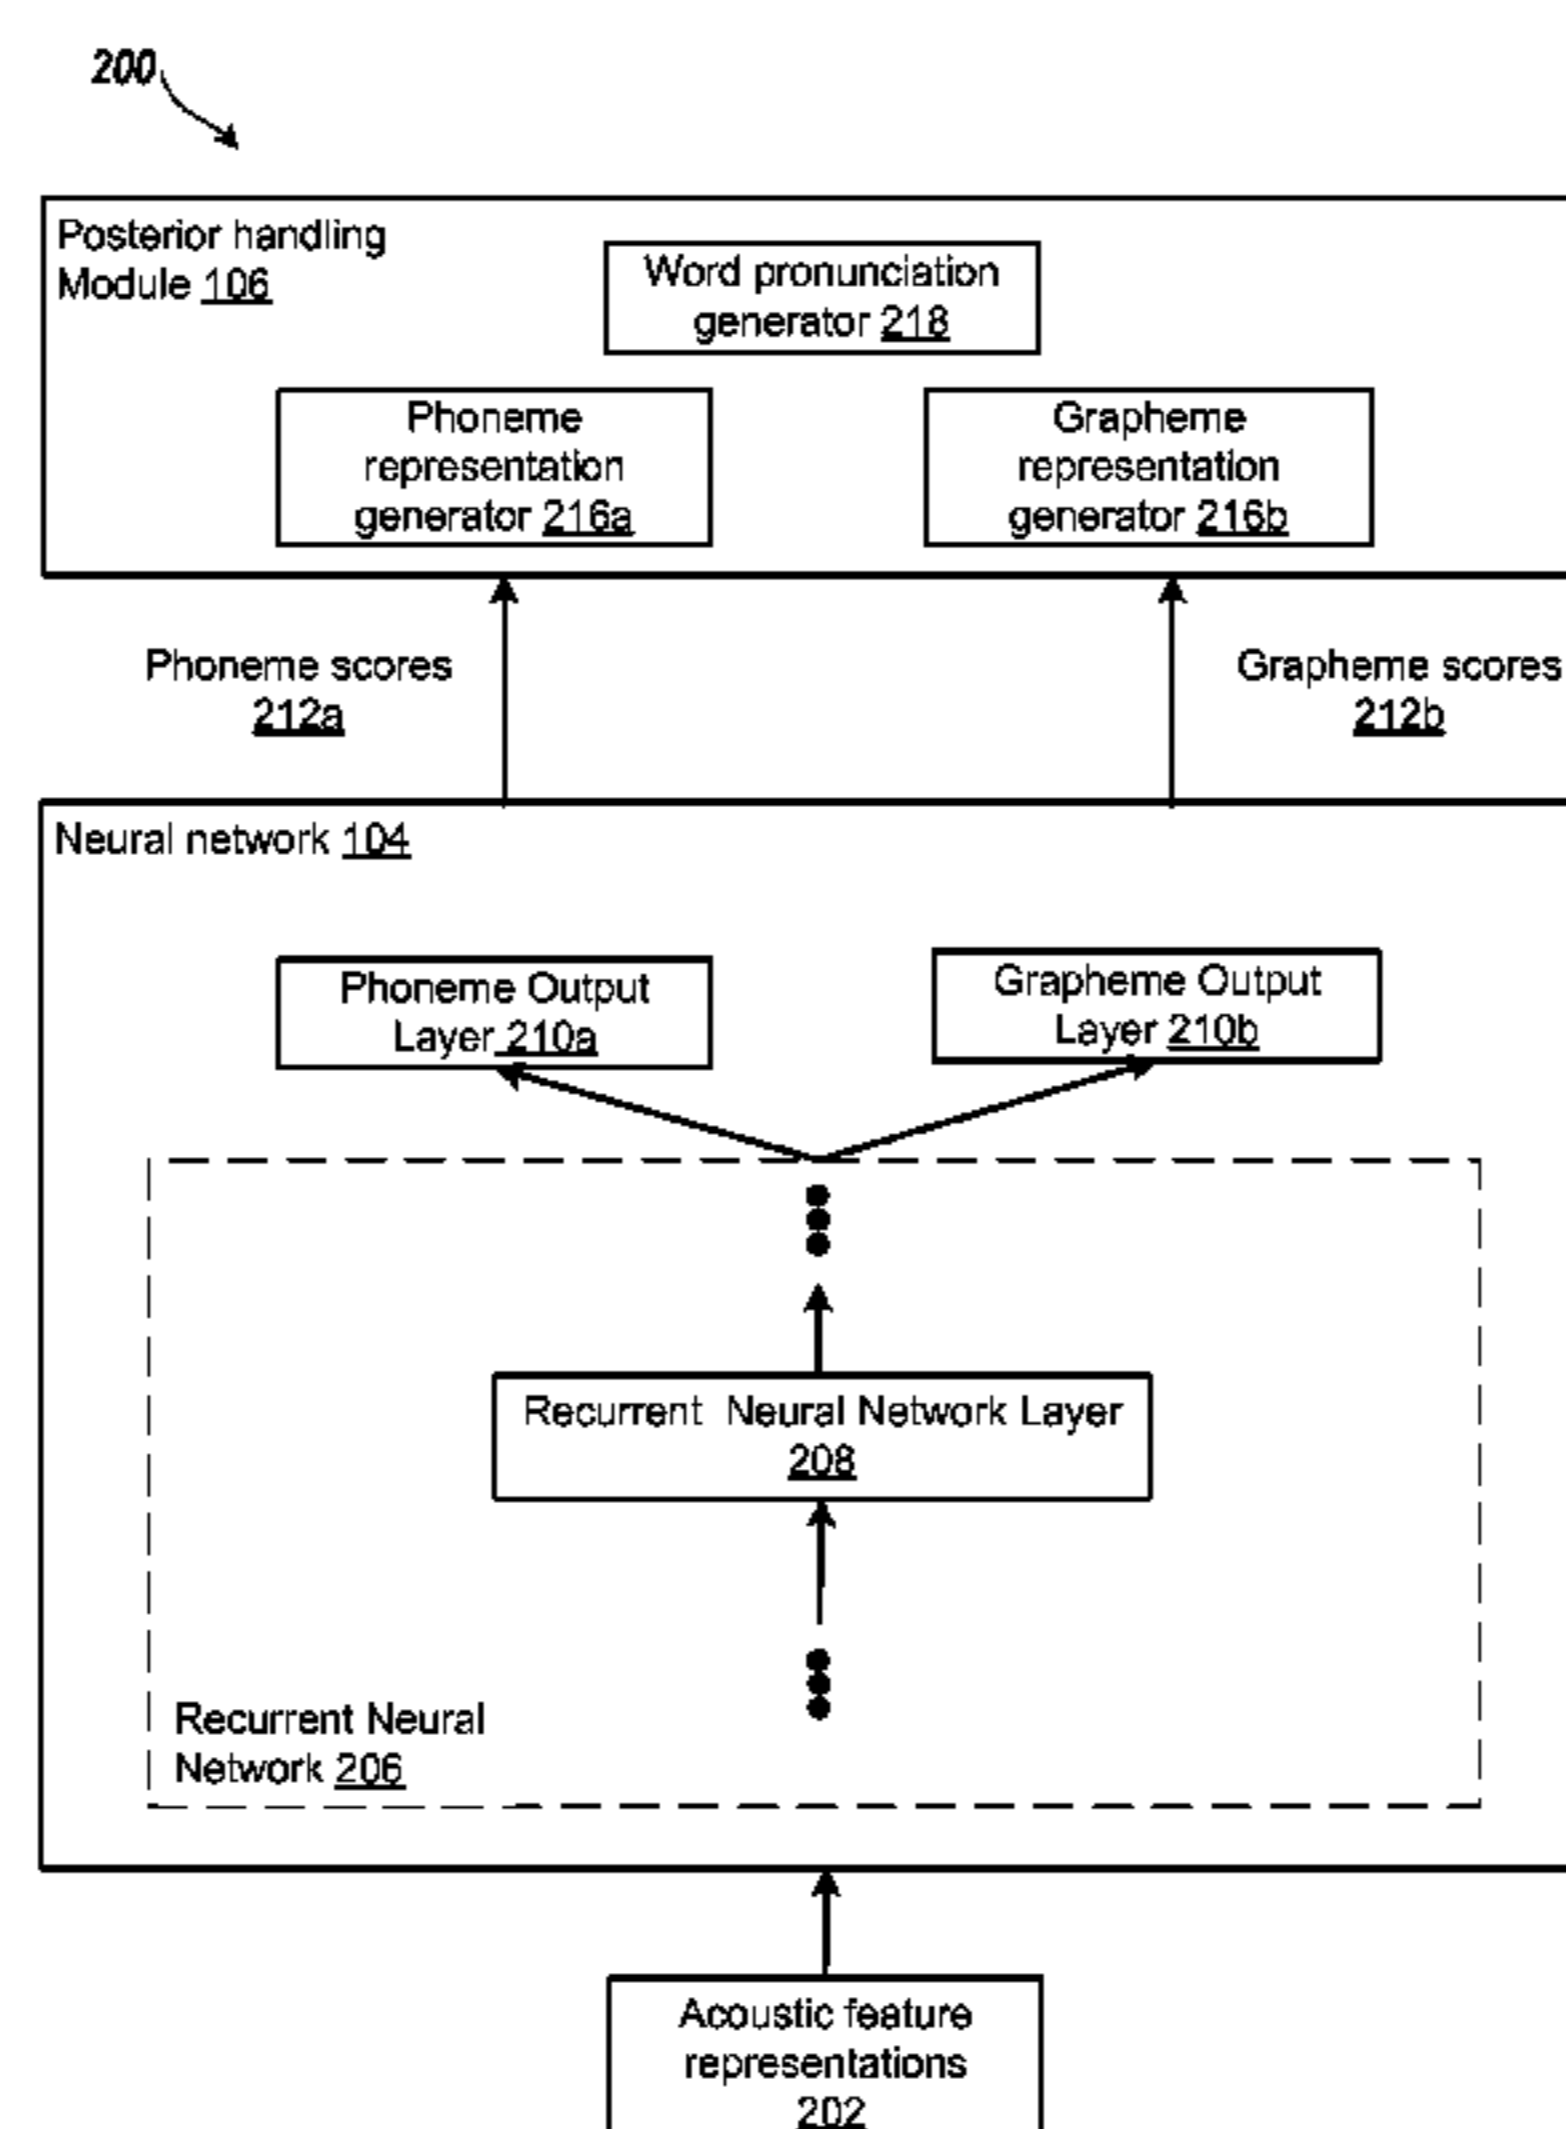 200
Posterior handling
Module 106
Word pronunciation
generator 218
Phoneme
representation
generator 216a
Grapheme
representation
generator 216b
Phoneme scores
212a
Grapheme scores
212b
Neural network 104
Phoneme Output
Layer 210a
Grapheme Output
Layer 210b
Recurrent Neural Network Layer
208
Recurrent Neural
Network 206
Acoustic feature
representations
202